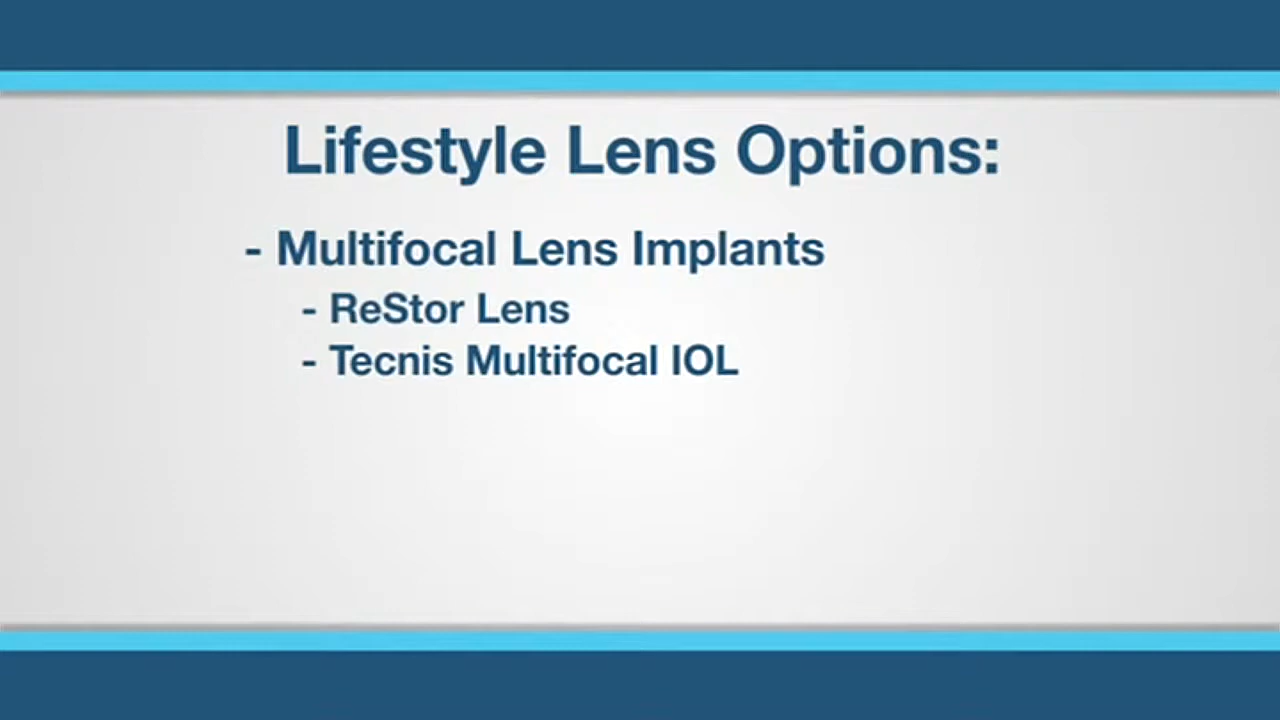 Lifestyle Lens Options:
- Multifocal Lens Implants
- ReStor Lens
- Tecnis Multifocal IOL